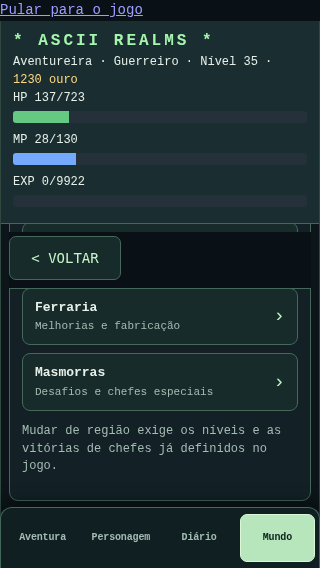 Pular para o jogo
* ASCII REALMS *
Aventureira · Guerreiro · Nível 35 ·
1230 ouro
HP 137/723
MP 28/130
EXP 0/9922
< VOLTAR
Ferraria
Melhorias e fabricação
›
Masmorras
Desafios e chefes especiais
›
Mudar de região exige os níveis e as
vitórias de chefes já definidos no
jogo.
Aventura Personagem Diário Mundo